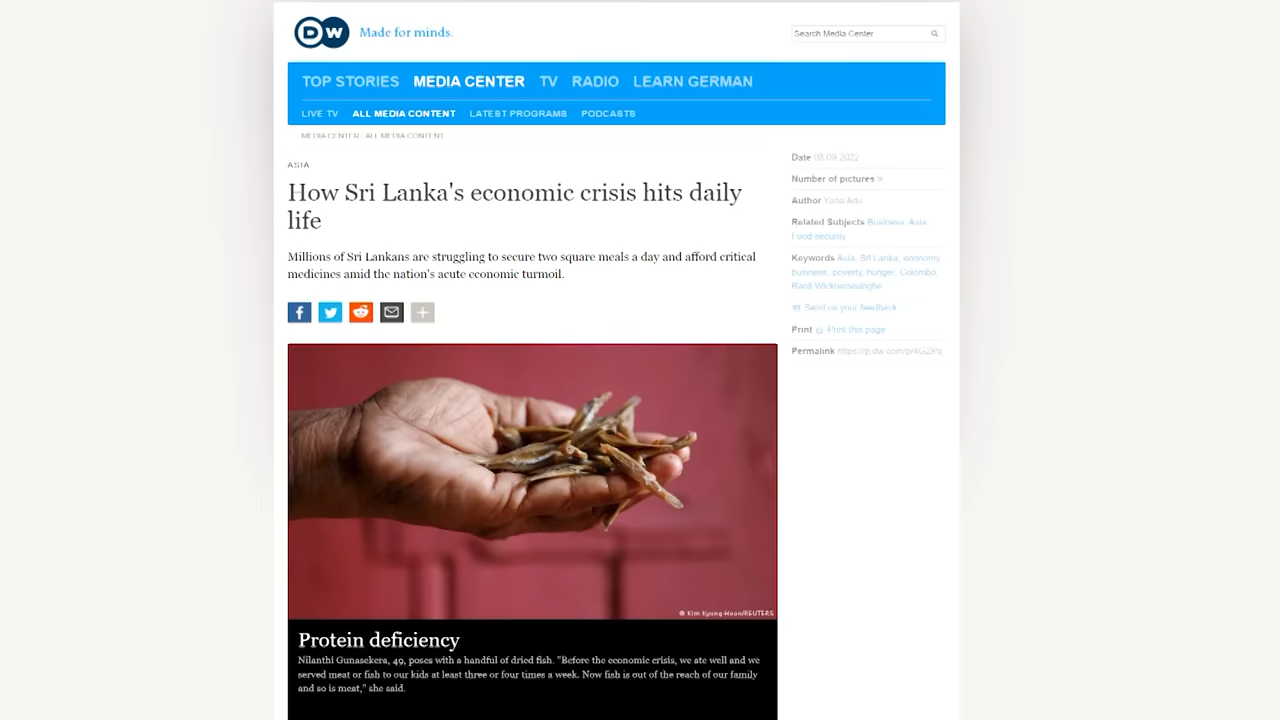 DW Made for minds.
Search Media Center
TOP STORIES MEDIA CENTER TV RADIO LEARN GERMAN
LIVE TV ALL MEDIA CONTENT LATEST PROGRAMS PODCASTS
MEDIA CENTER / ALL MEDIA CONTENT
ASIA
How Sri Lanka's economic crisis hits daily
life
Millions of Sri Lankans are struggling to secure two square meals a day and afford critical
medicines amid the nation's acute economic turmoil.
© Kim Kyung-Hoon/REUTERS
Protein deficiency
Nilanthi Gunasekera, 49, poses with a handful of dried fish. "Before the economic crisis, we ate well and we
served meat or fish to our kids at least three or four times a week. Now fish is out of the reach of our family
and so is meat," she said.
Date 08.09.2022
Number of pictures 9
Author Yana Adu
Related Subjects Business, Asia,
Food security
Keywords Asia, Sri Lanka, economy,
business, poverty, hunger, Colombo,
Ranil Wickremesinghe
Send us your feedback
Print Print this page
Permalink https://p.dw.com/p/4GZPq